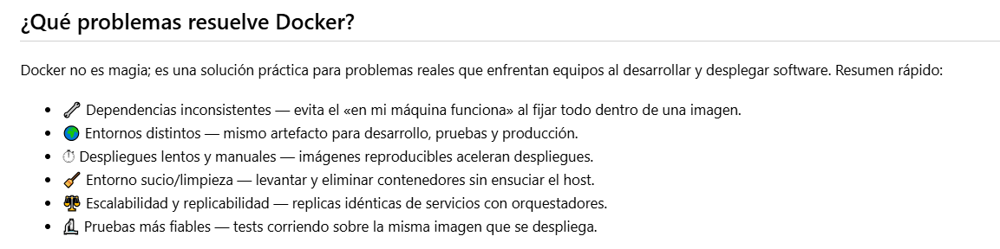 ¿Qué problemas resuelve Docker?
Docker no es magia; es una solución práctica para problemas reales que enfrentan equipos al desarrollar y desplegar software. Resumen rápido:
• 🔧 Dependencias inconsistentes — evita el «en mi máquina funciona» al fijar todo dentro de una imagen.
• 🌍 Entornos distintos — mismo artefacto para desarrollo, pruebas y producción.
• ⏱ Despliegues lentos y manuales — imágenes reproducibles aceleran despliegues.
• 🧹 Entorno sucio/limpieza — levantar y eliminar contenedores sin ensuciar el host.
• ⚖ Escalabilidad y replicabilidad — replicas idénticas de servicios con orquestadores.
• 🔬 Pruebas más fiables — tests corriendo sobre la misma imagen que se despliega.